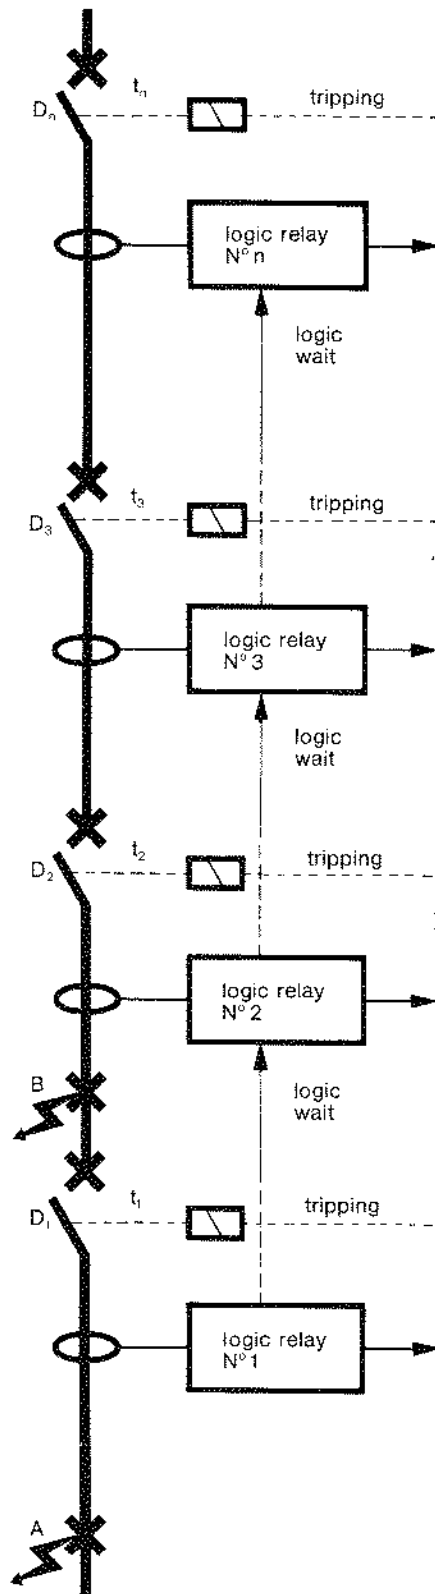 tₙ
tripping
Dₙ
logic relay
N° n
logic
wait
t₃
tripping
D₃
logic relay
N° 3
logic
wait
t₂
tripping
D₂
logic relay
N° 2
B
logic
wait
t₁
tripping
D₁
logic relay
N° 1
A